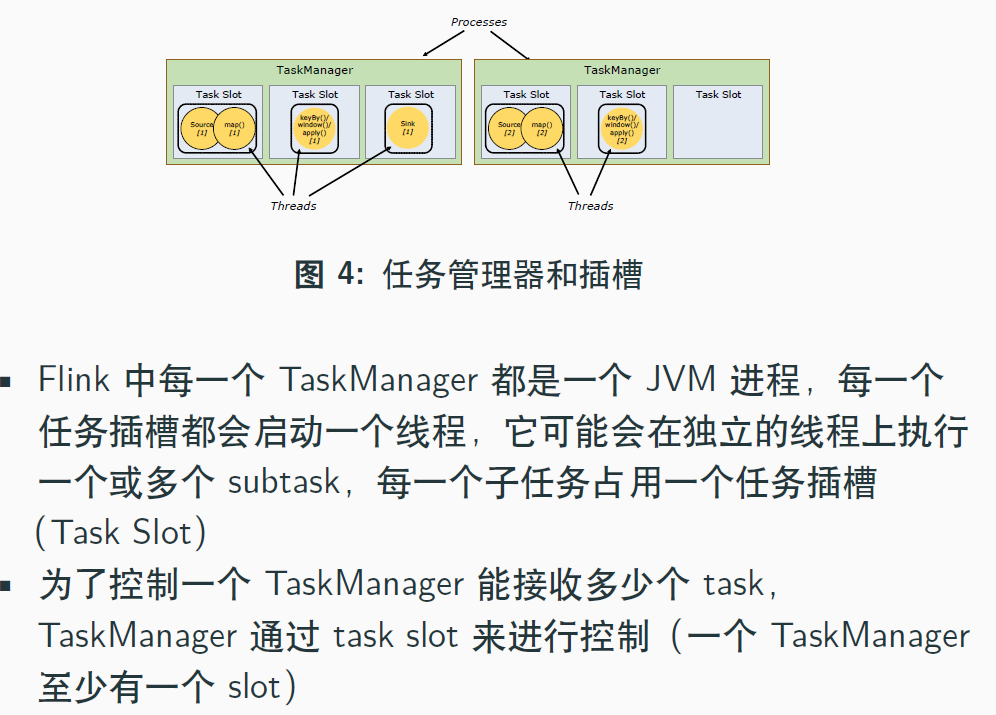 Processes
TaskManager
TaskManager
Task Slot
Task Slot
Task Slot
Task Slot
Task Slot
Task Slot
Source
[1]
map()
[1]
keyBy()/
window()/
apply()
[1]
Sink
[1]
Source
[2]
map()
[2]
keyBy()/
window()/
apply()
[2]
Threads
Threads
图 4: 任务管理器和插槽
▪ Flink 中每一个 TaskManager 都是一个 JVM 进程，每一个
任务插槽都会启动一个线程，它可能会在独立的线程上执行
一个或多个 subtask，每一个子任务占用一个任务插槽
(Task Slot)
▪ 为了控制一个 TaskManager 能接收多少个 task，
TaskManager 通过 task slot 来进行控制（一个 TaskManager
至少有一个 slot）